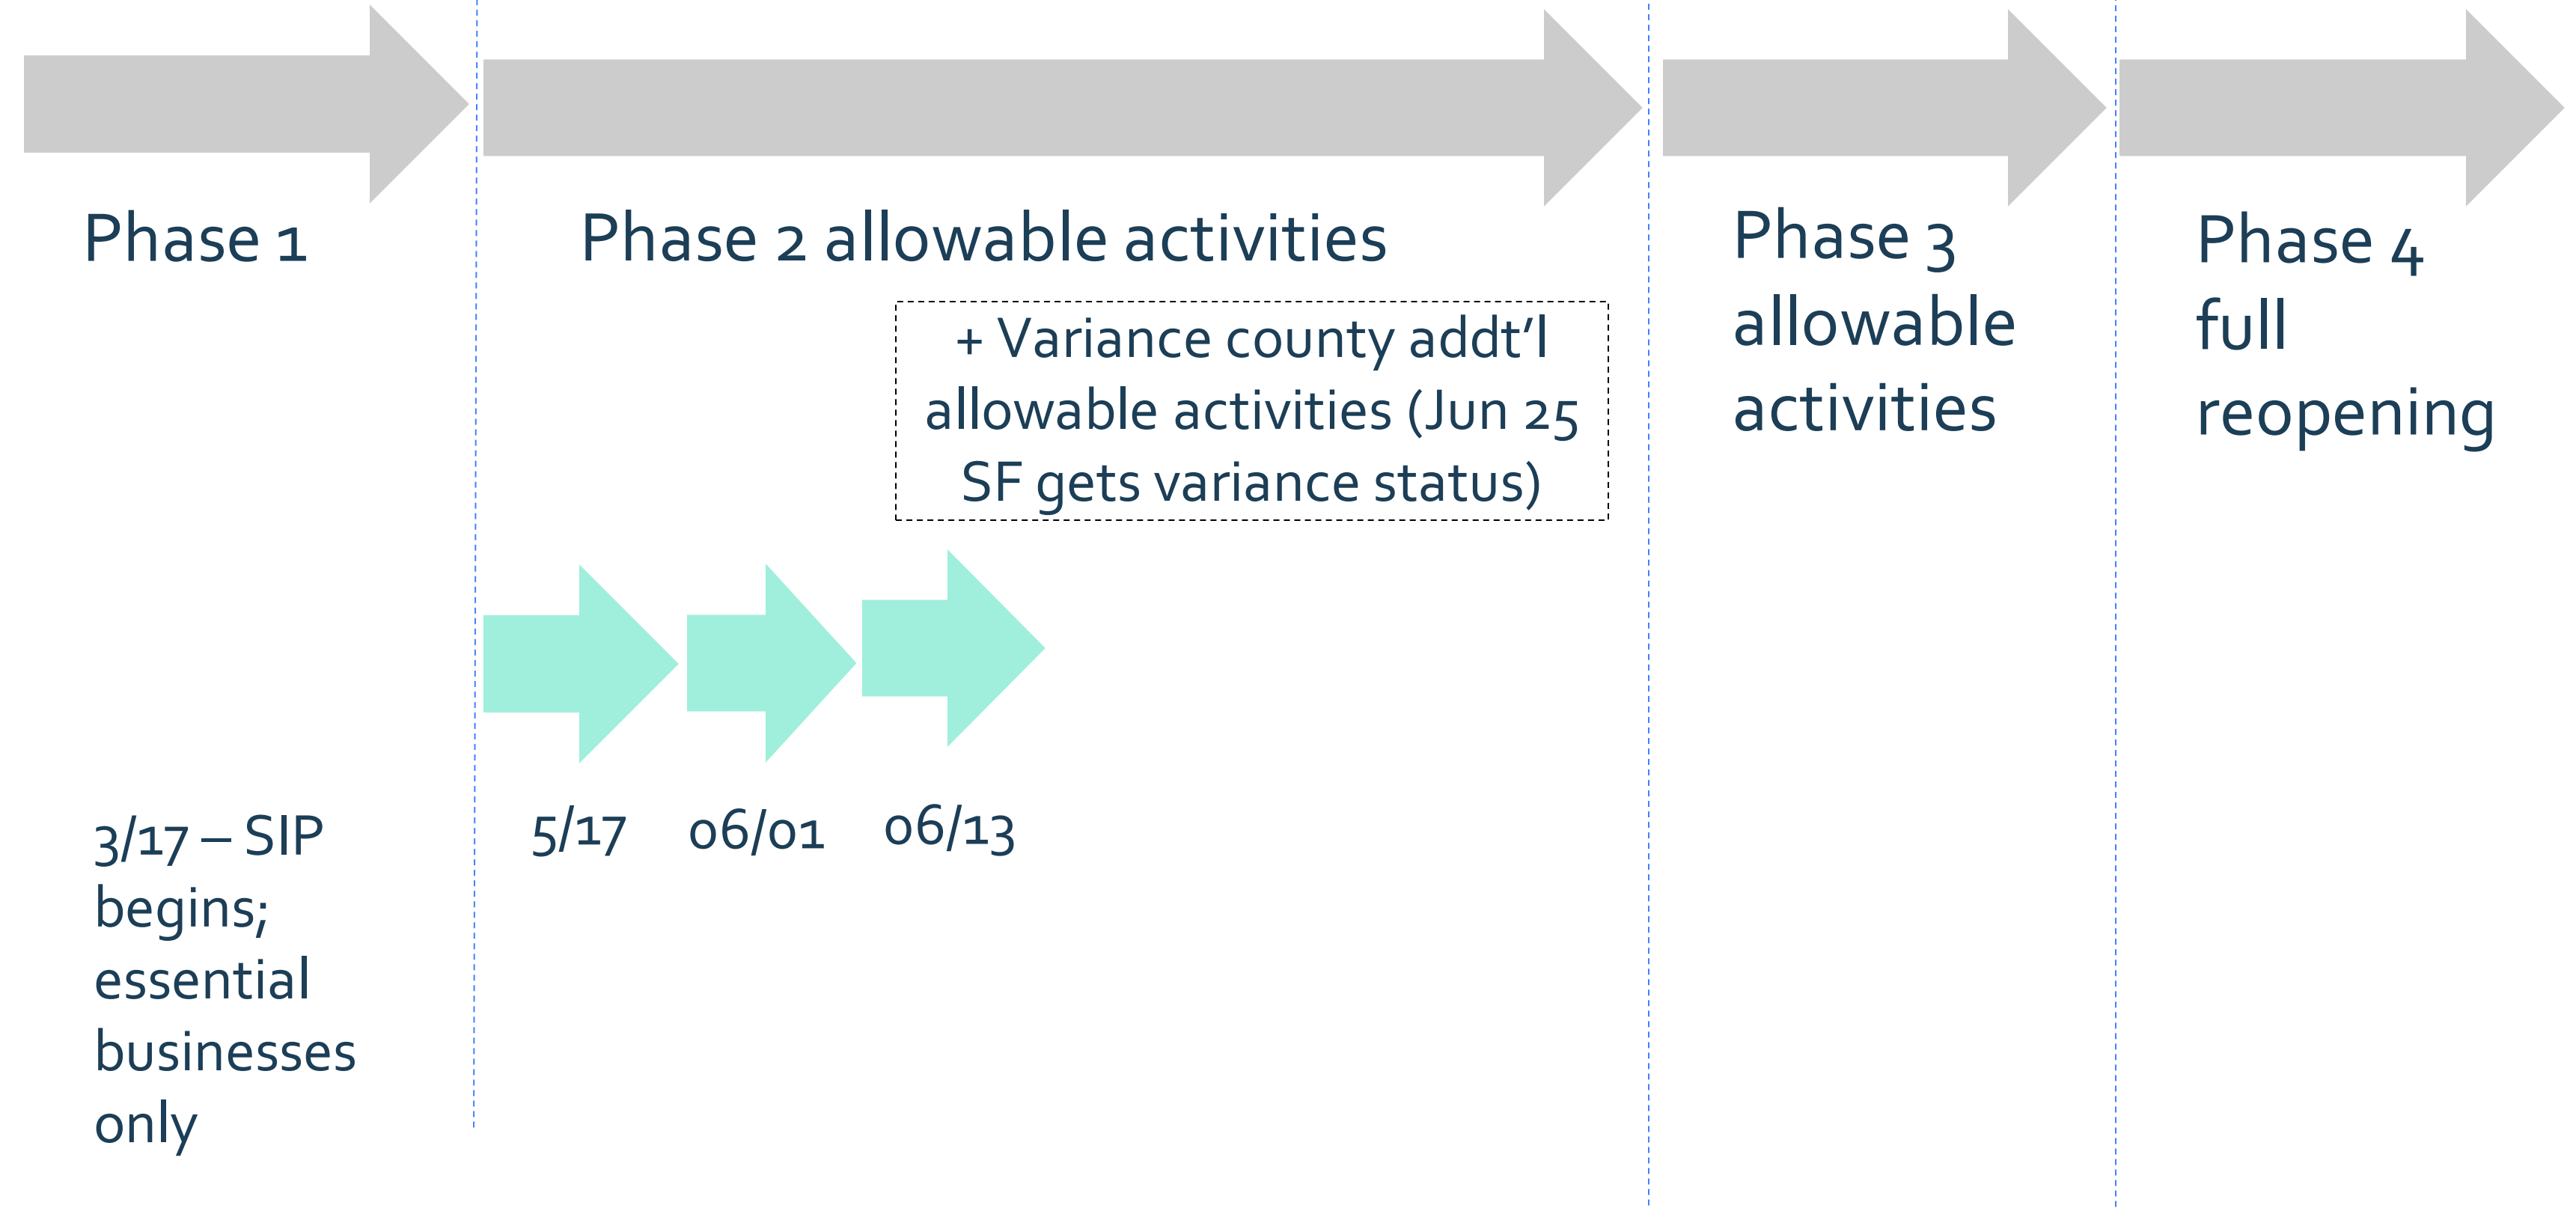 Phase 1
Phase 2 allowable activities
+ Variance county addt’l
allowable activities (Jun 25
SF gets variance status)
Phase 3
allowable
activities
Phase 4
full
reopening
3/17 – SIP
begins;
essential
businesses
only
5/17
06/01
06/13